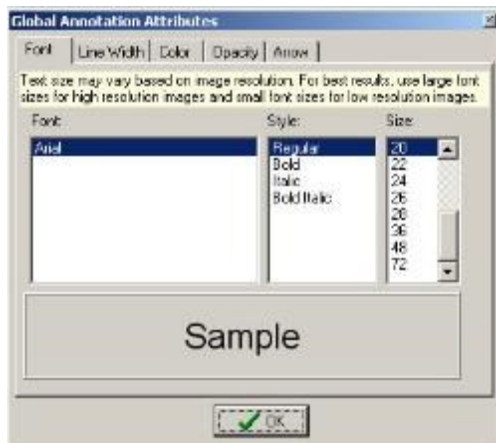 Global Annotation Attributes
Font Line Width Color Opacity Arrow
Text size may vary based on image resolution. For best results, use large font
sizes for high resolution images and small font sizes for low resolution images.
Font: Style: Size:
Arial Regular 20
Bold 22
Italic 24
Bold Italic 26
28
36
48
72
Sample
OK